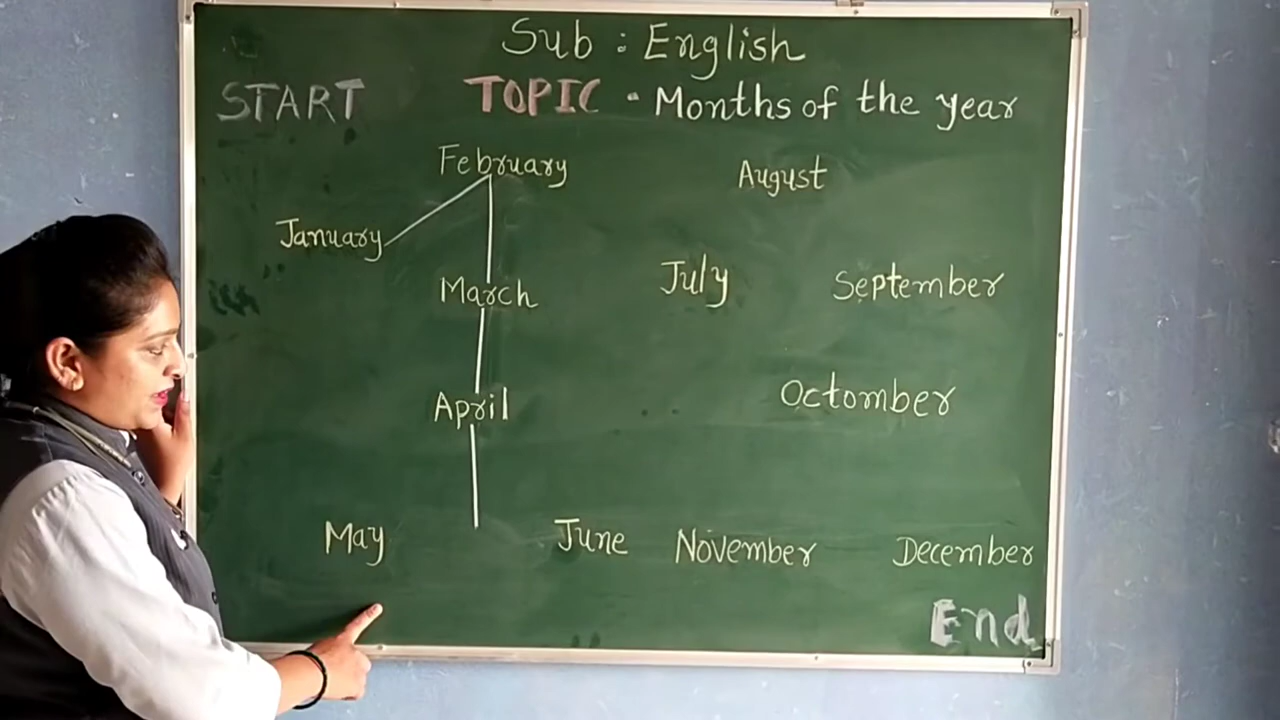 Sub : English
START TOPIC - Months of the year
February August
January
March July September
April Octomber
May June November December
End